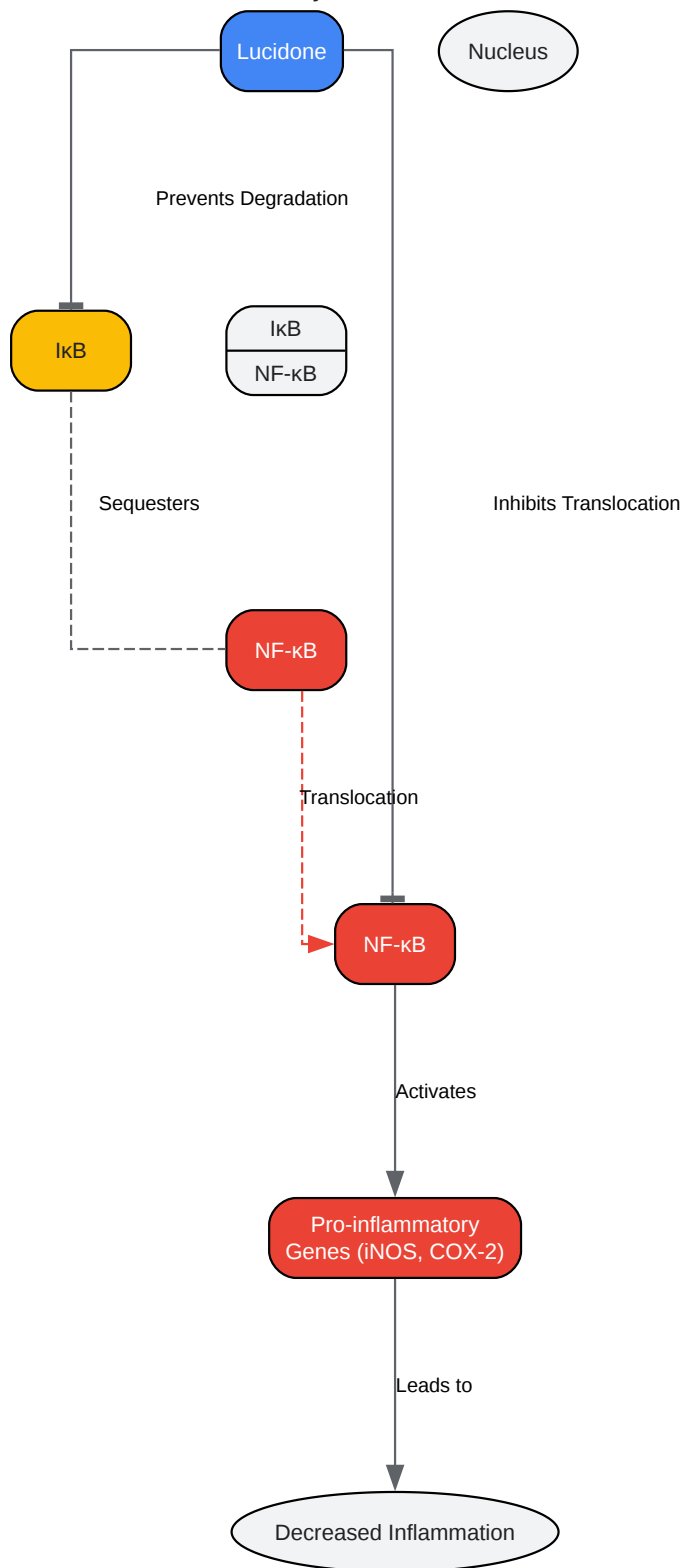 Lucidone
Nucleus
Prevents Degradation
IκB
IκB
NF-κB
Sequesters
Inhibits Translocation
NF-κB
Translocation
NF-κB
Activates
Pro-inflammatory
Genes (iNOS, COX-2)
Leads to
Decreased Inflammation